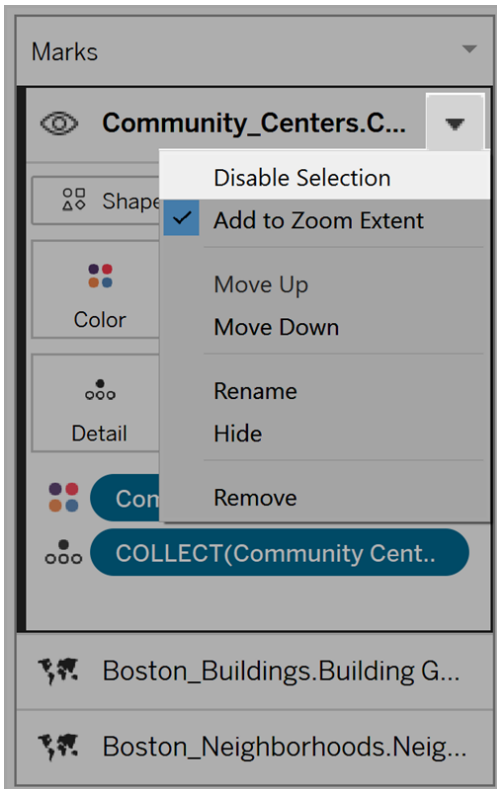 Marks
Community_Centers.C...
Disable Selection
Shape
Add to Zoom Extent
Move Up
Color
Move Down
Rename
Detail
Hide
Com
Remove
COLLECT(Community Cent..
Boston_Buildings.Building G...
Boston_Neighborhoods.Neig...